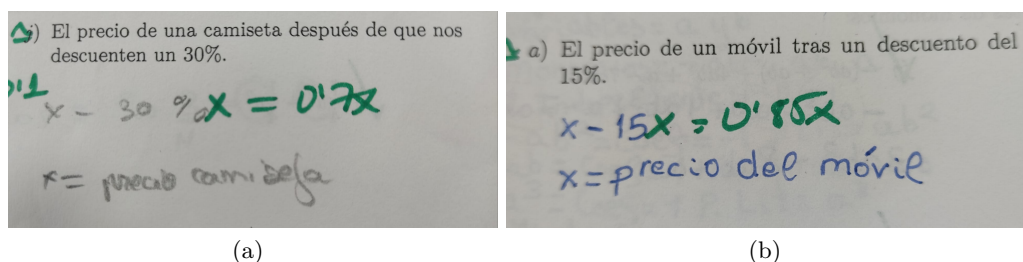 j) El precio de una camiseta después de que nos
descuenten un 30%.
0'1
x - 30 %x = 0'7x
x = precio camiseta
(a)
a) El precio de un móvil tras un descuento del
15%.
x - 15x = 0'85x
x = precio del móvil
(b)